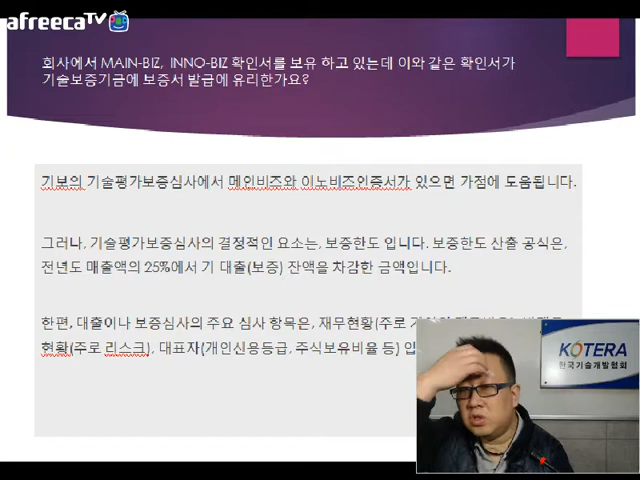 afreecaTV
회사에서 MAIN-BIZ, INNO-BIZ 확인서를 보유 하고 있는데 이와 같은 확인서가
기술보증기금에 보증서 발급에 유리한가요?
기보의 기술평가보증심사에서 메인비즈와 이노비즈인증서가 있으면 가점에 도움됩니다.
그러나, 기술평가보증심사의 결정적인 요소는, 보증한도 입니다. 보증한도 산출 공식은,
전년도 매출액의 25%에서 기 대출(보증) 잔액을 차감한 금액입니다.
한편, 대출이나 보증심사의 주요 심사 항목은, 재무현황(주로
현황(주로 리스크), 대표자(개인신용등급, 주식보유비율 등)
KOTERA
한국기술개발협회